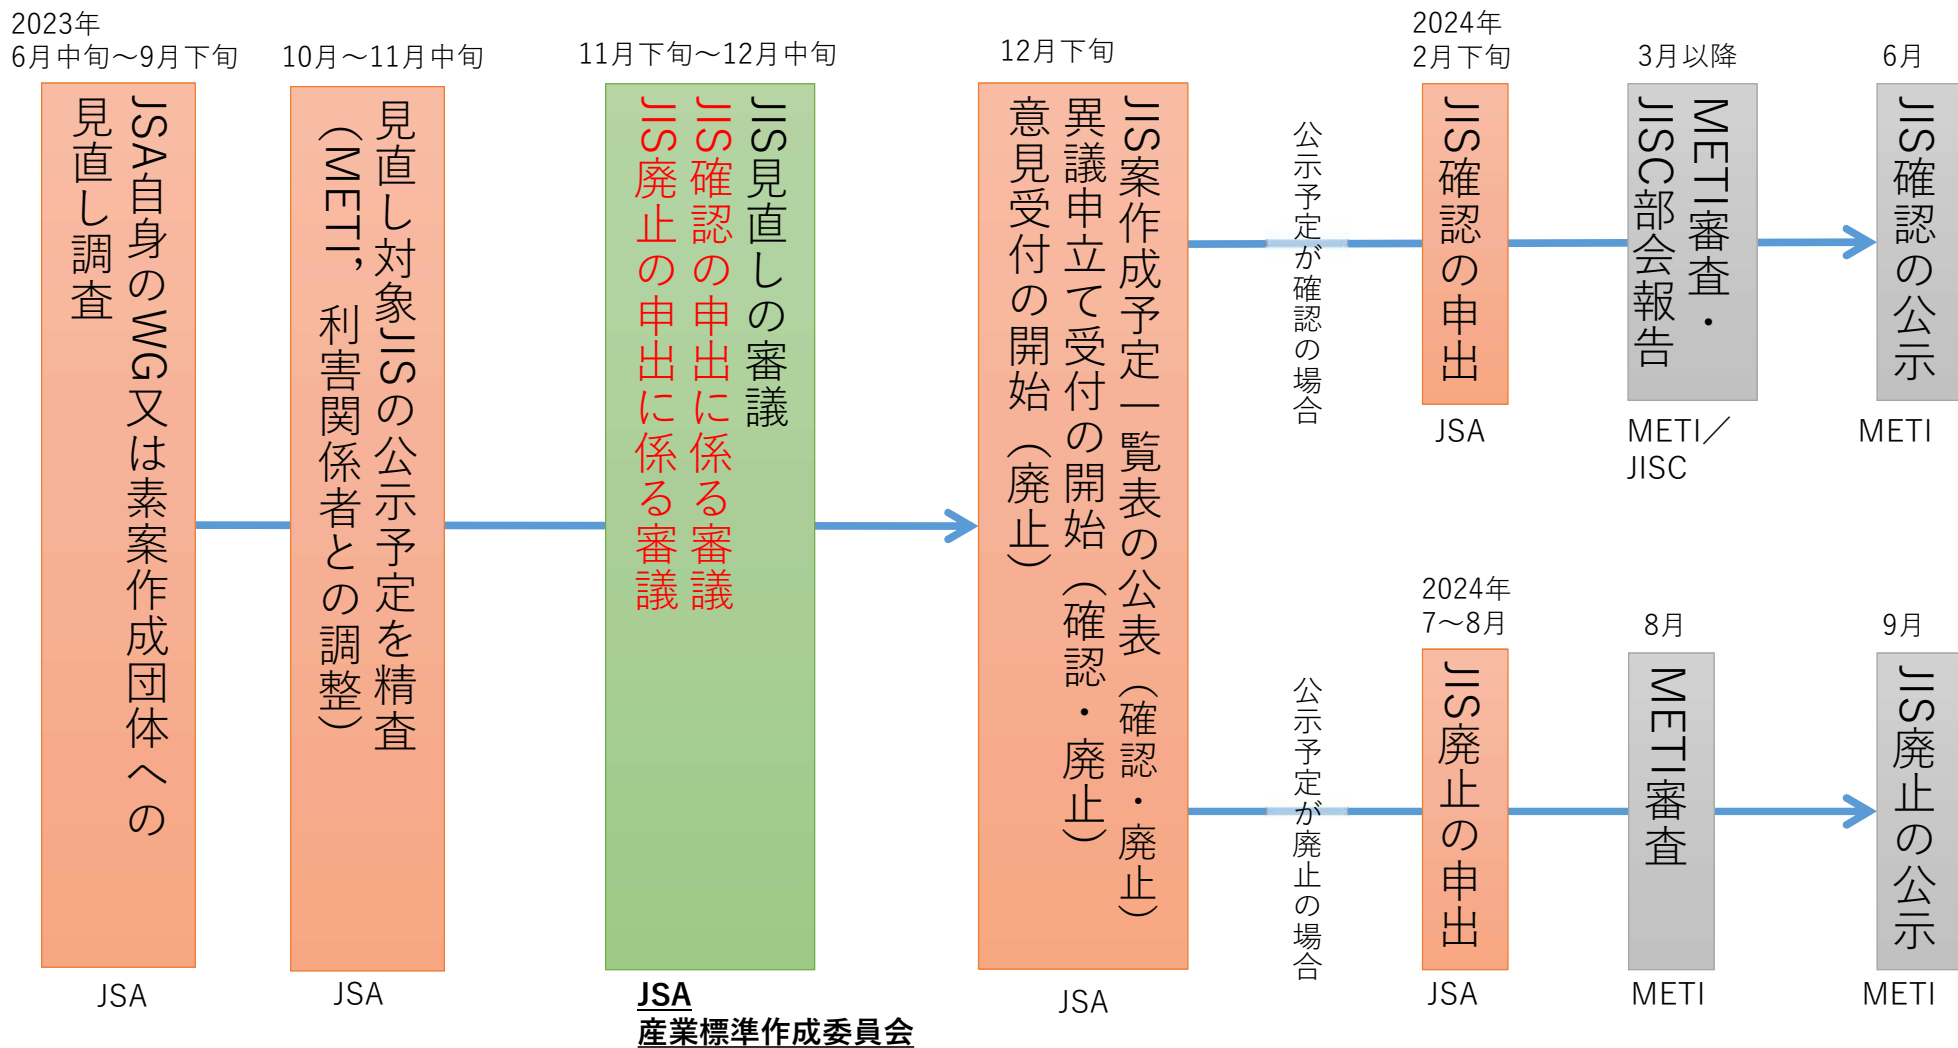 2023年
6月中旬～9月下旬
JSA自身のWG又は素案作成団体への
見直し調査
JSA
10月～11月中旬
見直し対象JISの公示予定を精査
（METI，利害関係者との調整）
JSA
11月下旬～12月中旬
JIS見直しの審議
JIS確認の申出に係る審議
JIS廃止の申出に係る審議
JSA
産業標準作成委員会
12月下旬
JIS案作成予定一覧表の公表（確認・廃止）
異議申立て受付の開始（確認・廃止）
意見受付の開始（廃止）
JSA
公示予定が確認の場合
2024年
2月下旬
JIS確認の申出
JSA
3月以降
METI審査・
JISC部会報告
METI／
JISC
6月
JIS確認の公示
METI
公示予定が廃止の場合
2024年
7～8月
JIS廃止の申出
JSA
8月
METI審査
METI
9月
JIS廃止の公示
METI